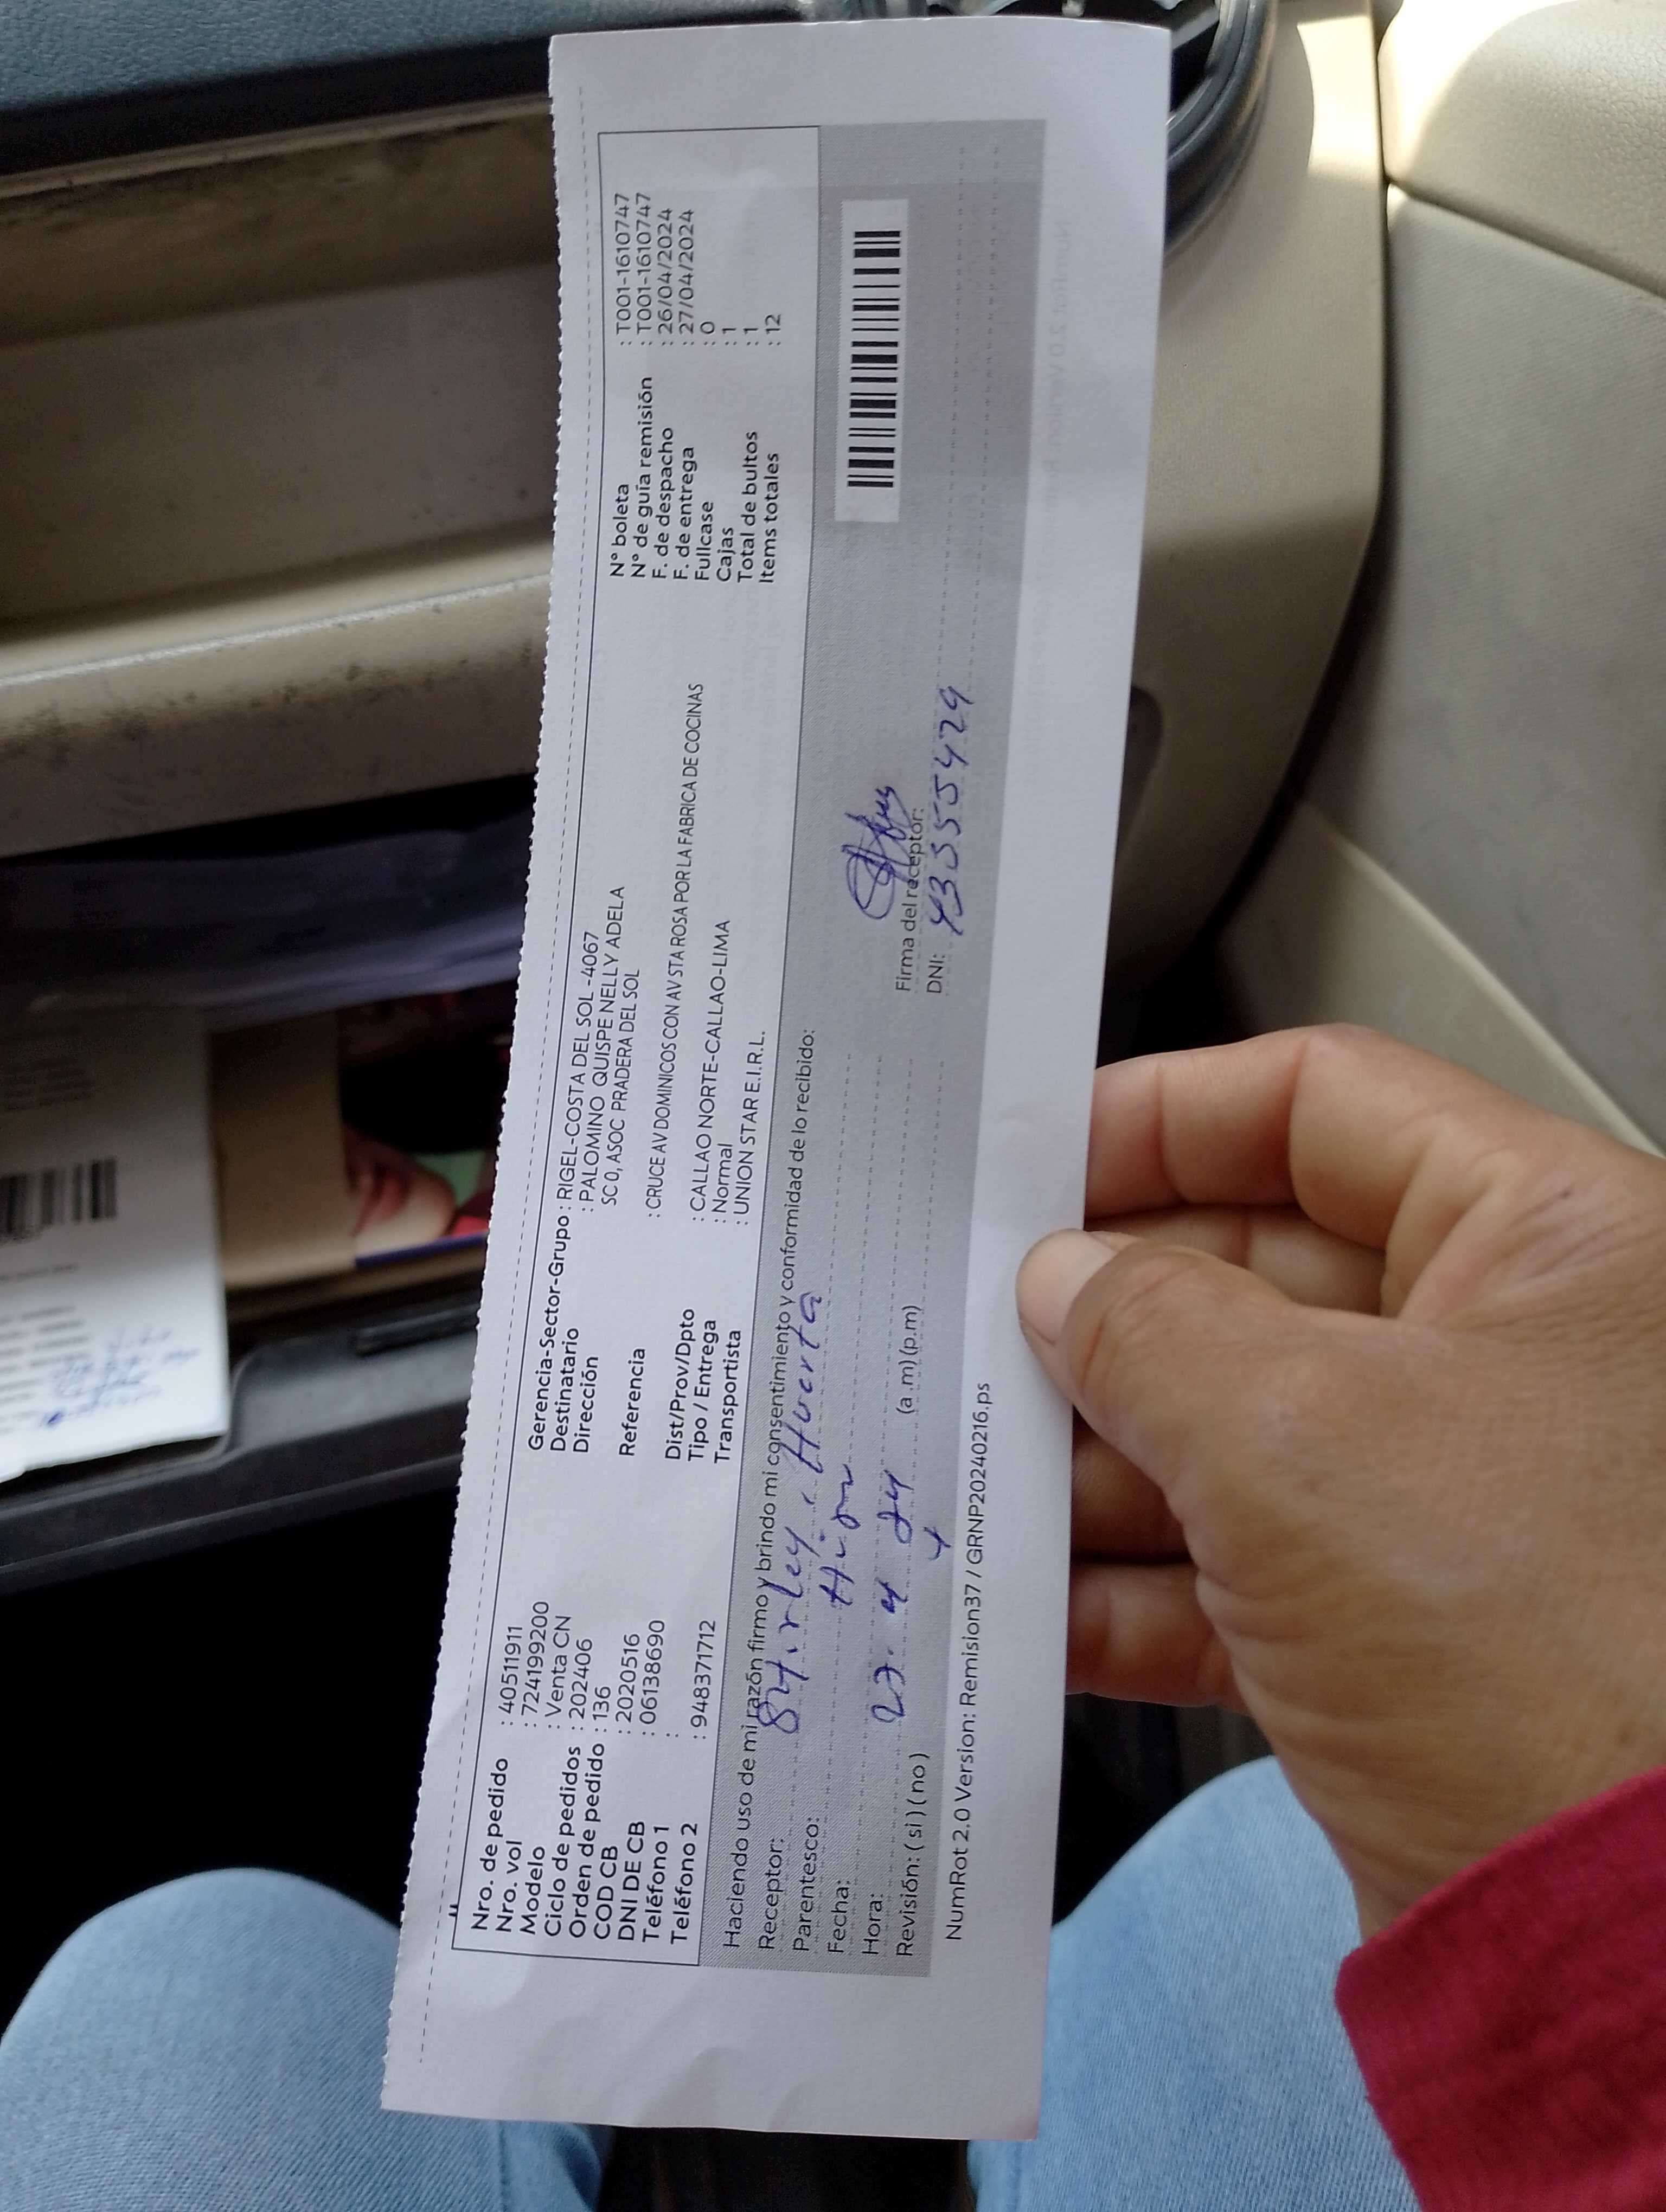 Nro. de pedido : 40511911
Nro. vol : 724199200
Modelo : Venta CN
Ciclo de pedidos : 202406
Orden de pedido : 136
COD CB : 2020516
DNI DE CB : 06138690
Teléfono 1 :
Teléfono 2 : 948371712
Gerencia-Sector-Grupo : RIGEL-COSTA DEL SOL -4067
Destinatario : PALOMINO QUISPE NELLY ADELA
Dirección SC 0, ASOC PRADERA DEL SOL
Referencia : CRUCE AV DOMINICOS CON AV STA ROSA POR LA FABRICA DE COCINAS
Dist/Prov/Dpto : CALLAO NORTE-CALLAO-LIMA
Tipo / Entrega : Normal
Transportista : UNION STAR E.I.R.L.
N° boleta : T001-1610747
N° de guía remisión : T001-1610747
F. de despacho : 26/04/2024
F. de entrega : 27/04/2024
Fullcase : 0
Cajas : 1
Total de bultos : 1
Items totales : 12
Haciendo uso de mi razón firmo y brindo mi consentimiento y conformidad de lo recibido:
Receptor: Huerta
Parentesco:
Fecha: 27. 4 24
Hora: (a.m) (p.m)
Revisión: ( si ) ( no )
Firma del receptor:
DNI: 43555429
NumRot 2.0 Version: Remision37 / GRNP20240216.ps